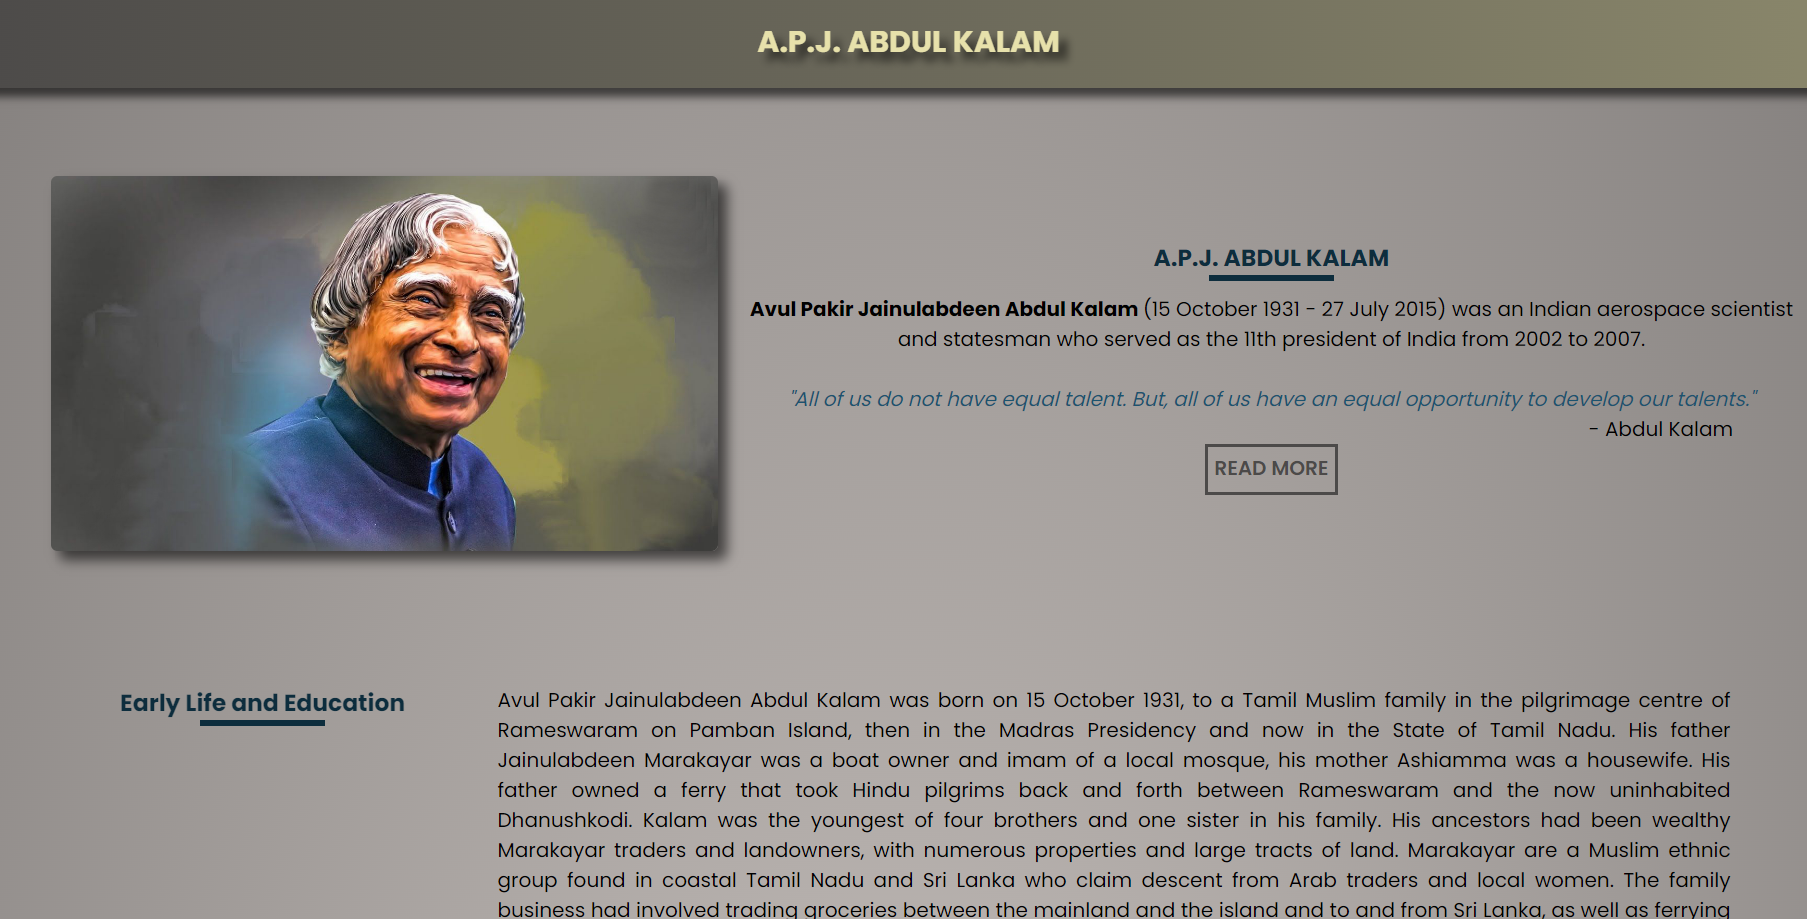 A.P.J. ABDUL KALAM
A.P.J. ABDUL KALAM
Avul Pakir Jainulabdeen Abdul Kalam (15 October 1931 - 27 July 2015) was an Indian aerospace scientist
and statesman who served as the 11th president of India from 2002 to 2007.
"All of us do not have equal talent. But, all of us have an equal opportunity to develop our talents."
- Abdul Kalam
READ MORE
Early Life and Education
Avul Pakir Jainulabdeen Abdul Kalam was born on 15 October 1931, to a Tamil Muslim family in the pilgrimage centre of
Rameswaram on Pamban Island, then in the Madras Presidency and now in the State of Tamil Nadu. His father
Jainulabdeen Marakayar was a boat owner and imam of a local mosque, his mother Ashiamma was a housewife. His
father owned a ferry that took Hindu pilgrims back and forth between Rameswaram and the now uninhabited
Dhanushkodi. Kalam was the youngest of four brothers and one sister in his family. His ancestors had been wealthy
Marakayar traders and landowners, with numerous properties and large tracts of land. Marakayar are a Muslim ethnic
group found in coastal Tamil Nadu and Sri Lanka who claim descent from Arab traders and local women. The family
business had involved trading groceries between the mainland and the island and to and from Sri Lanka, as well as ferrying